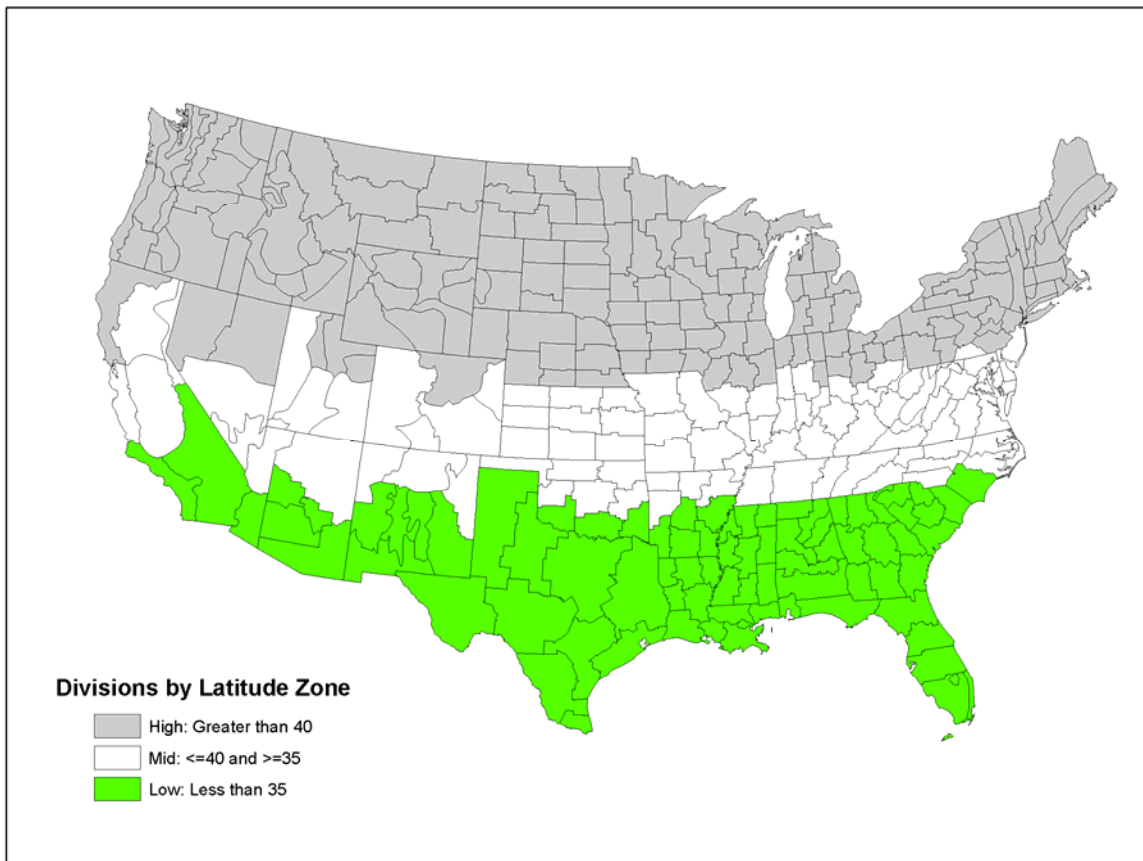 Divisions by Latitude Zone
High: Greater than 40
Mid: <=40 and >=35
Low: Less than 35